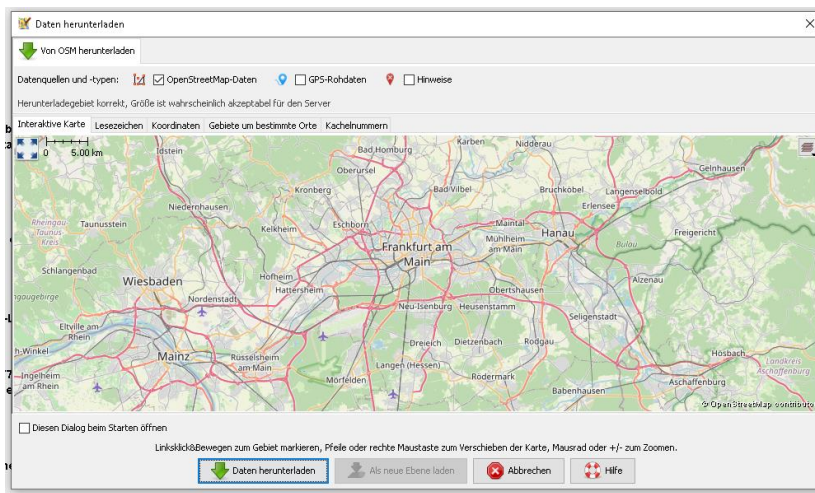 Daten herunterladen
Von OSM herunterladen
Datenquellen und -typen: OpenStreetMap-Daten GPS-Rohdaten Hinweise
Herunterladegebiet korrekt, Größe ist wahrscheinlich akzeptabel für den Server
Interaktive Karte Lesezeichen Koordinaten Gebiete um bestimmte Orte Kachelnummern
0 5.00 km
Idstein
Bad Homburg
Karben
Nidderau
Oberursel
Gelnhausen
Kronberg
Bad Vilbel
Bruchköbel
Langenselbold
Niedernhausen
Erlensee
Rheingau-
Taunus-
Kreis
Taunusstein
Kelkheim
Eschborn
Maintal
Hanau
Freigericht
Frankfurt am
Main
Mühlheim
am Main
Bulau
Schlangenbad
Wiesbaden
Hofheim
Alzenau
Hattersheim
Obertshausen
Nordenstadt
Neu-Isenburg
Heusenstamm
Seligenstadt
Eltville am
Rhein
Dreieich
Dietzenbach
Rodgau
h-Winkel
Mainz
Rüsselsheim
am Main
Hösbach
Landkreis
Aschaffenburg
Langen (Hessen)
Ingelheim
am Rhein
Mörfelden
Rödermark
Aschaffenburg
Babenhausen
© OpenStreetMap contributo
Diesen Dialog beim Starten öffnen
Linksklick&Bewegen zum Gebiet markieren, Pfeile oder rechte Maustaste zum Verschieben der Karte, Mausrad oder +/- zum Zoomen.
Daten herunterladen Als neue Ebene laden Abbrechen Hilfe